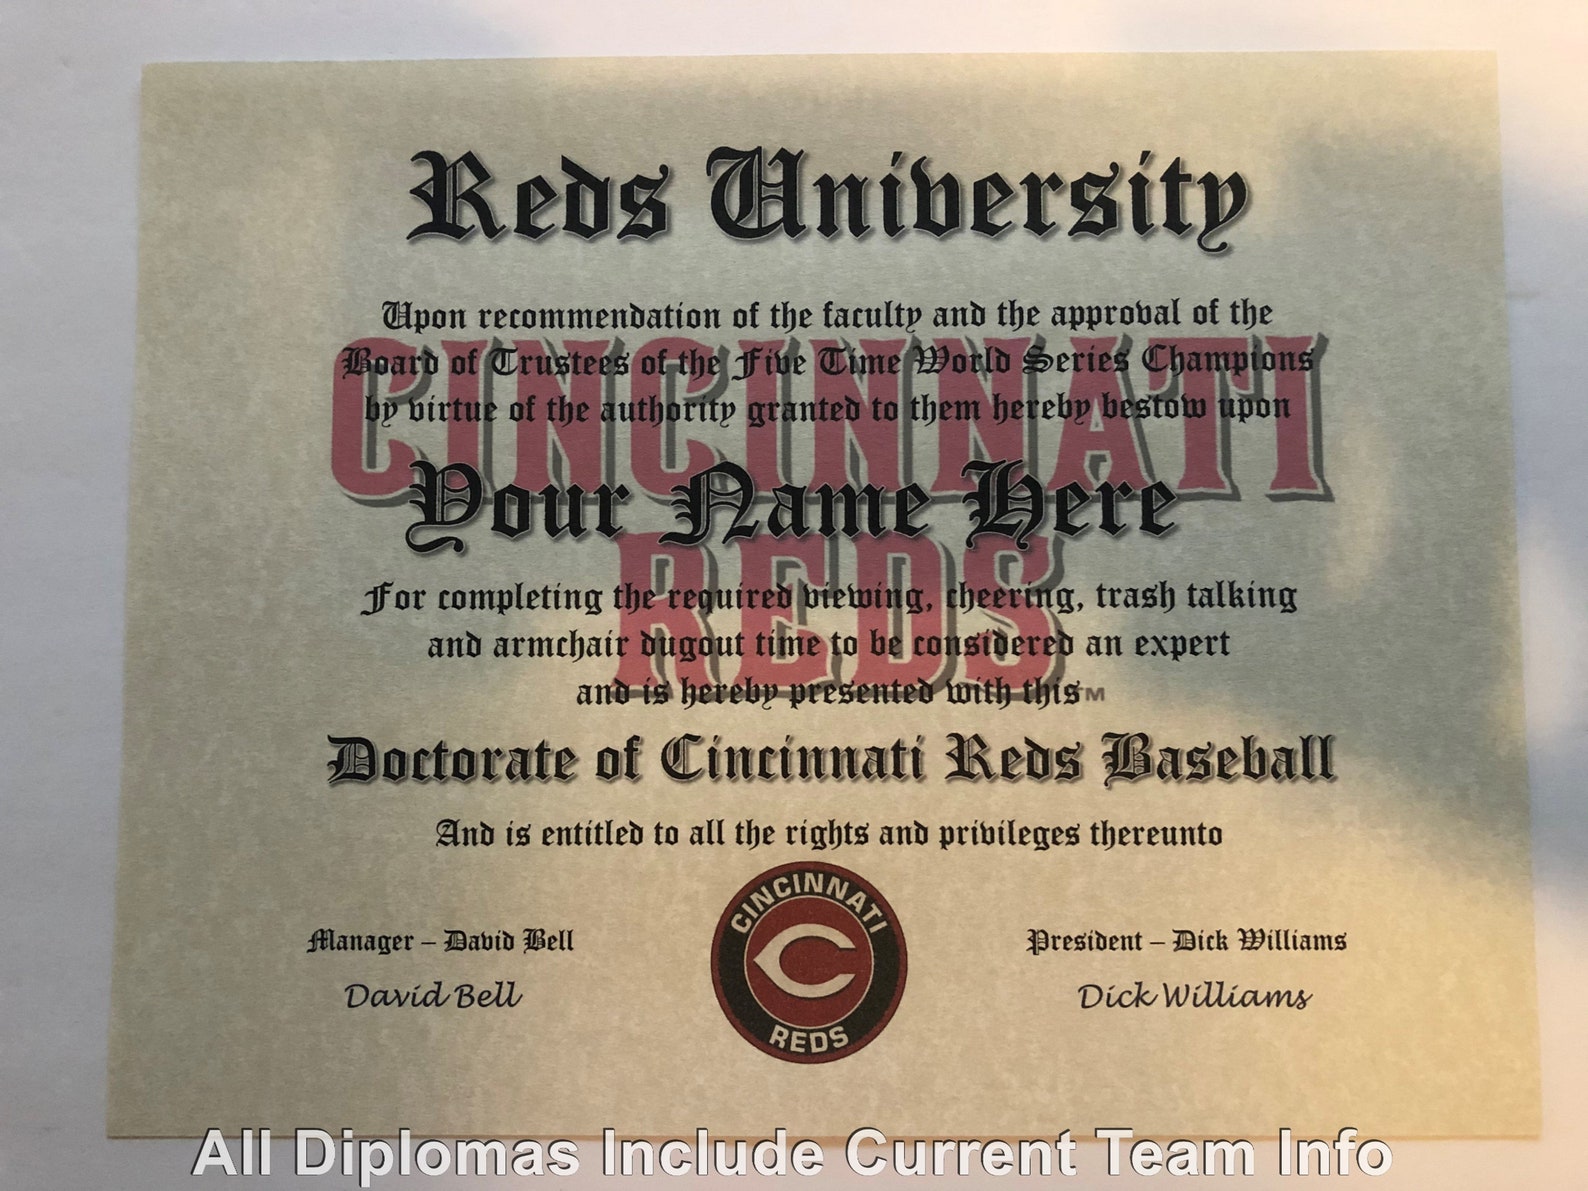 Reds University
Upon recommendation of the faculty and the approval of the
Board of Trustees of the Five Time World Series Champions
by virtue of the authority granted to them hereby bestow upon
CINCINNATI
Your Name Here
REDS
For completing the required viewing, cheering, trash talking
and armchair dugout time to be considered an expert
and is hereby presented with this
TM
Doctorate of Cincinnati Reds Baseball
And is entitled to all the rights and privileges thereunto
CINCINNATI
C
REDS
Manager – David Bell
David Bell
President – Dick Williams
Dick Williams
All Diplomas Include Current Team Info